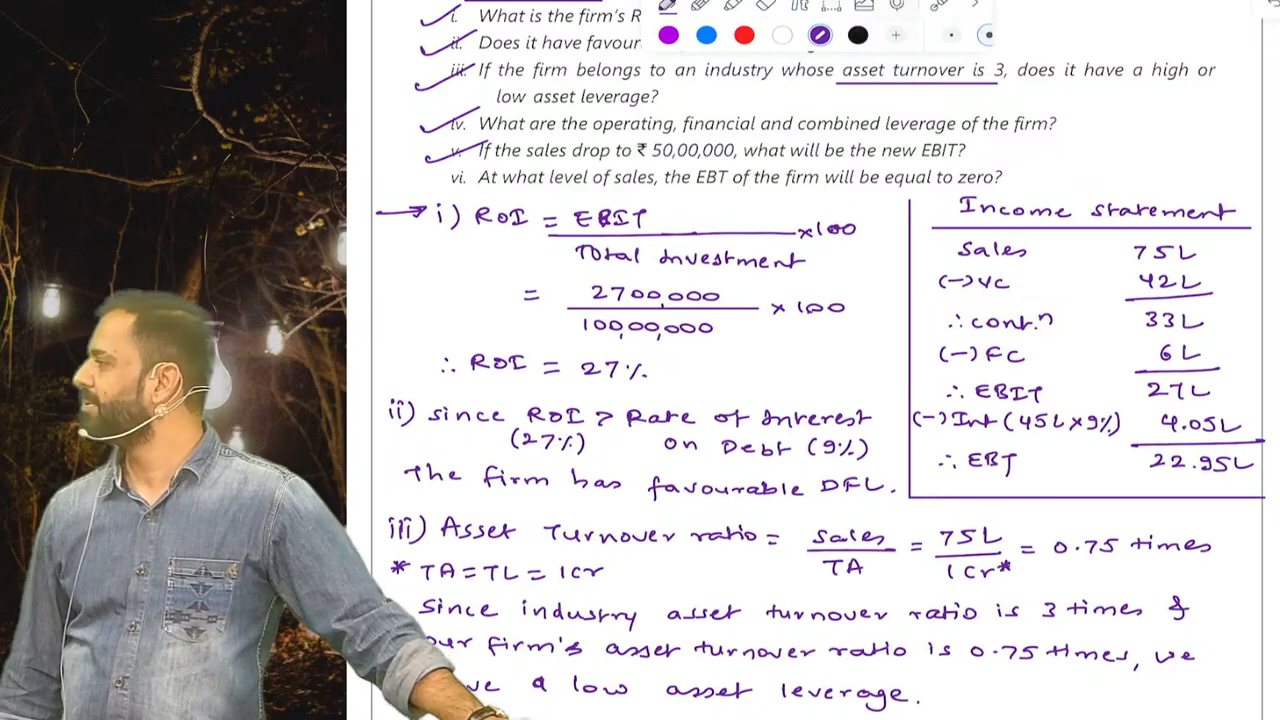 i. What is the firm's R
ii. Does it have favour
iii. If the firm belongs to an industry whose asset turnover is 3, does it have a high or
low asset leverage?
iv. What are the operating, financial and combined leverage of the firm?
v. If the sales drop to ₹ 50,00,000, what will be the new EBIT?
vi. At what level of sales, the EBT of the firm will be equal to zero?
i) ROI = EBIT
Total Investment
×100
= 2700,000
100,00,000
× 100
∴ ROI = 27%
ii) since ROI > Rate of Interest
(27%) on Debt (9%)
The firm has favourable DFL.
Income statement
Sales 75L
(-) VC 42L
∴ Cont.n 33L
(-) FC 6L
∴ EBIT 27L
(-) Int (45L×9%) 4.05L
∴ EBT 22.95L
iii) Asset Turnover ratio = Sales
TA
= 75L
1Cr*
= 0.75 times
* TA = TL = 1Cr
Since industry asset turnover ratio is 3 times &
our firm's asset turnover ratio is 0.75 times, we
ve a low asset leverage.